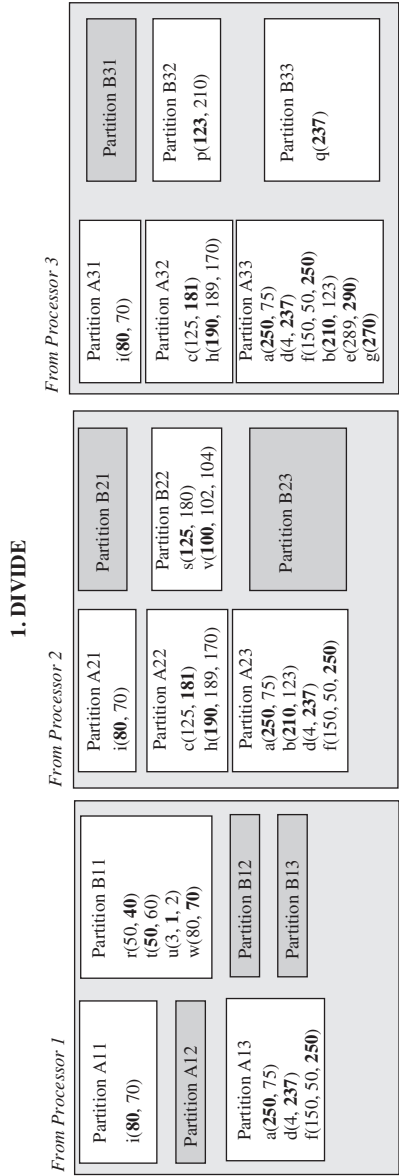 1. DIVIDE
From Processor 1
Partition A11
i(80, 70)
Partition A12
Partition A13
a(250, 75)
d(4, 237)
f(150, 50, 250)
Partition B11
r(50, 40)
t(50, 60)
u(3, 1, 2)
w(80, 70)
Partition B12
Partition B13
From Processor 2
Partition A21
i(80, 70)
Partition A22
c(125, 181)
h(190, 189, 170)
Partition A23
a(250, 75)
b(210, 123)
d(4, 237)
f(150, 50, 250)
Partition B21
Partition B22
s(125, 180)
v(100, 102, 104)
Partition B23
From Processor 3
Partition A31
i(80, 70)
Partition A32
c(125, 181)
h(190, 189, 170)
Partition A33
a(250, 75)
d(4, 237)
f(150, 50, 250)
b(210, 123)
e(289, 290)
g(270)
Partition B31
Partition B32
p(123, 210)
Partition B33
q(237)